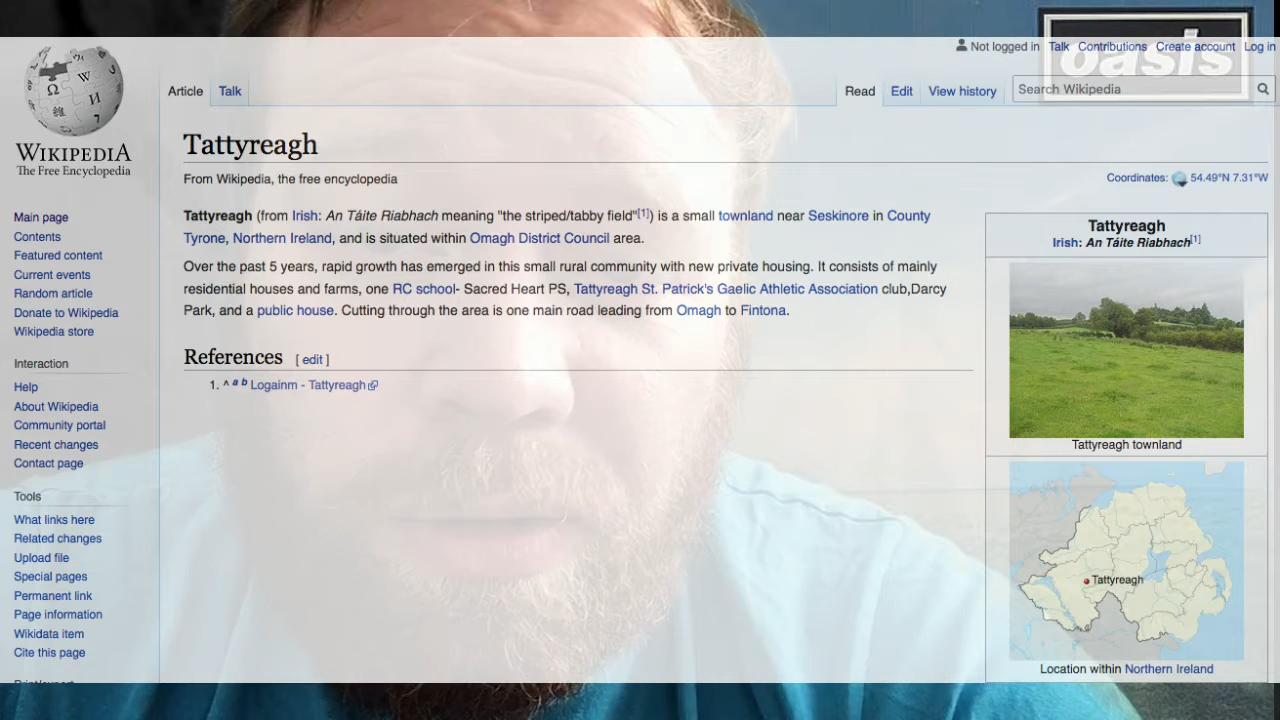 oasis
Not logged in Talk Contributions Create account Log in
Article Talk Read Edit View history Search Wikipedia
WIKIPEDIA
The Free Encyclopedia
Tattyreagh
From Wikipedia, the free encyclopedia
Coordinates: 54.49°N 7.31°W
Tattyreagh (from Irish: An Táite Riabhach meaning "the striped/tabby field"[1]) is a small townland near Seskinore in County
Tyrone, Northern Ireland, and is situated within Omagh District Council area.
Over the past 5 years, rapid growth has emerged in this small rural community with new private housing. It consists of mainly
residential houses and farms, one RC school- Sacred Heart PS, Tattyreagh St. Patrick's Gaelic Athletic Association club,Darcy
Park, and a public house. Cutting through the area is one main road leading from Omagh to Fintona.
References [ edit ]
1. ^ a b Logainm - Tattyreagh
Tattyreagh
Irish: An Táite Riabhach[1]
Tattyreagh townland
Tattyreagh
Location within Northern Ireland
Main page
Contents
Featured content
Current events
Random article
Donate to Wikipedia
Wikipedia store
Interaction
Help
About Wikipedia
Community portal
Recent changes
Contact page
Tools
What links here
Related changes
Upload file
Special pages
Permanent link
Page information
Wikidata item
Cite this page